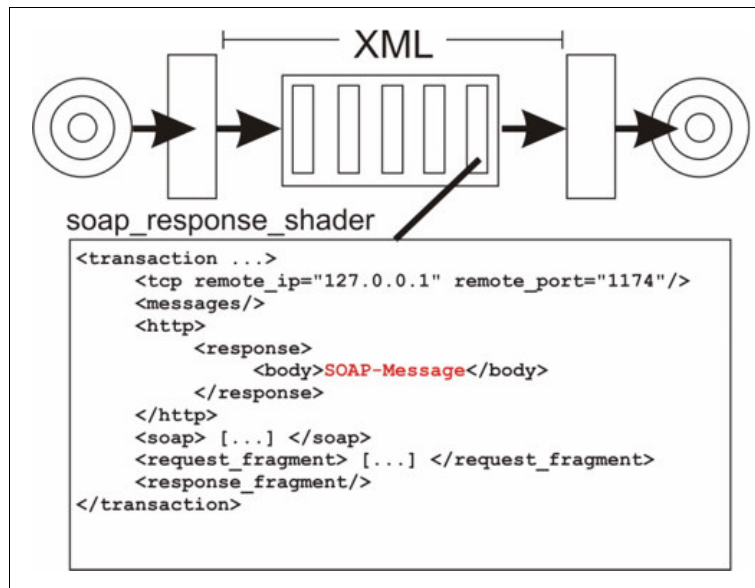 XML
soap_response_shader
<transaction ...>
<tcp remote_ip="127.0.0.1" remote_port="1174"/>
<messages/>
<http>
<response>
<body>SOAP-Message</body>
</response>
</http>
<soap> [...] </soap>
<request_fragment> [...] </request_fragment>
<response_fragment/>
</transaction>